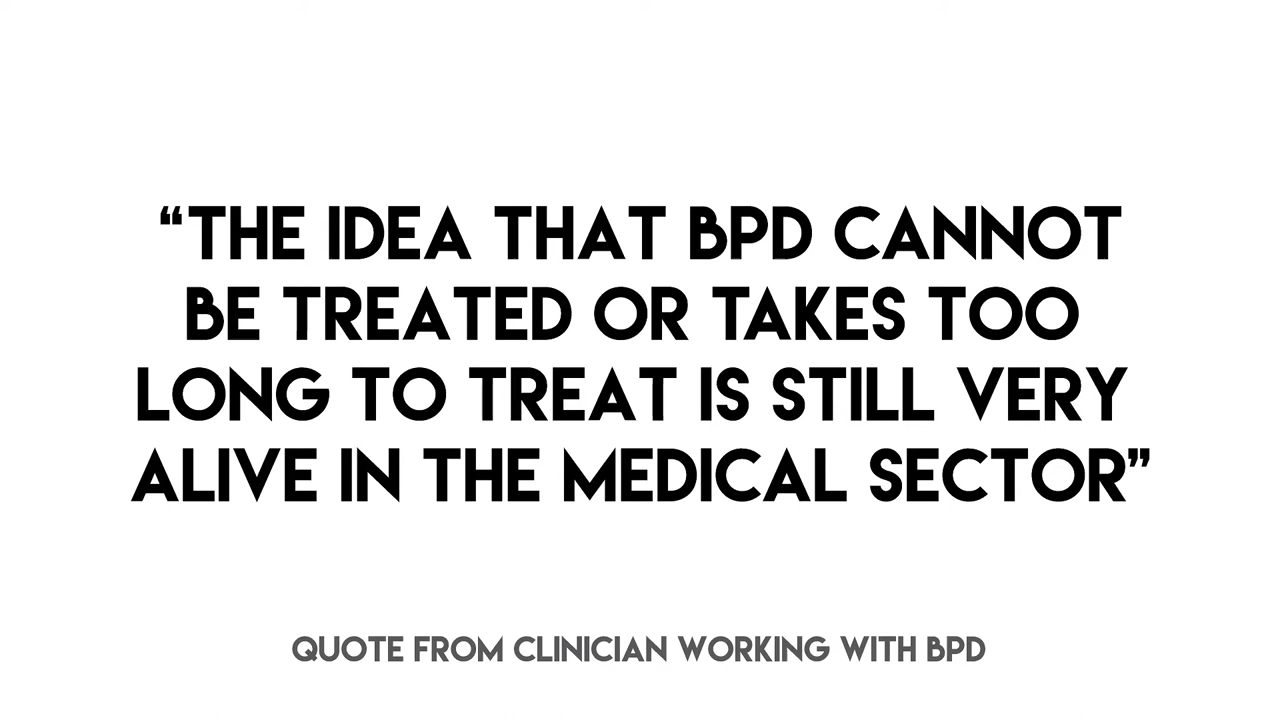 “THE IDEA THAT BPD CANNOT
BE TREATED OR TAKES TOO
LONG TO TREAT IS STILL VERY
ALIVE IN THE MEDICAL SECTOR”
QUOTE FROM CLINICIAN WORKING WITH BPD